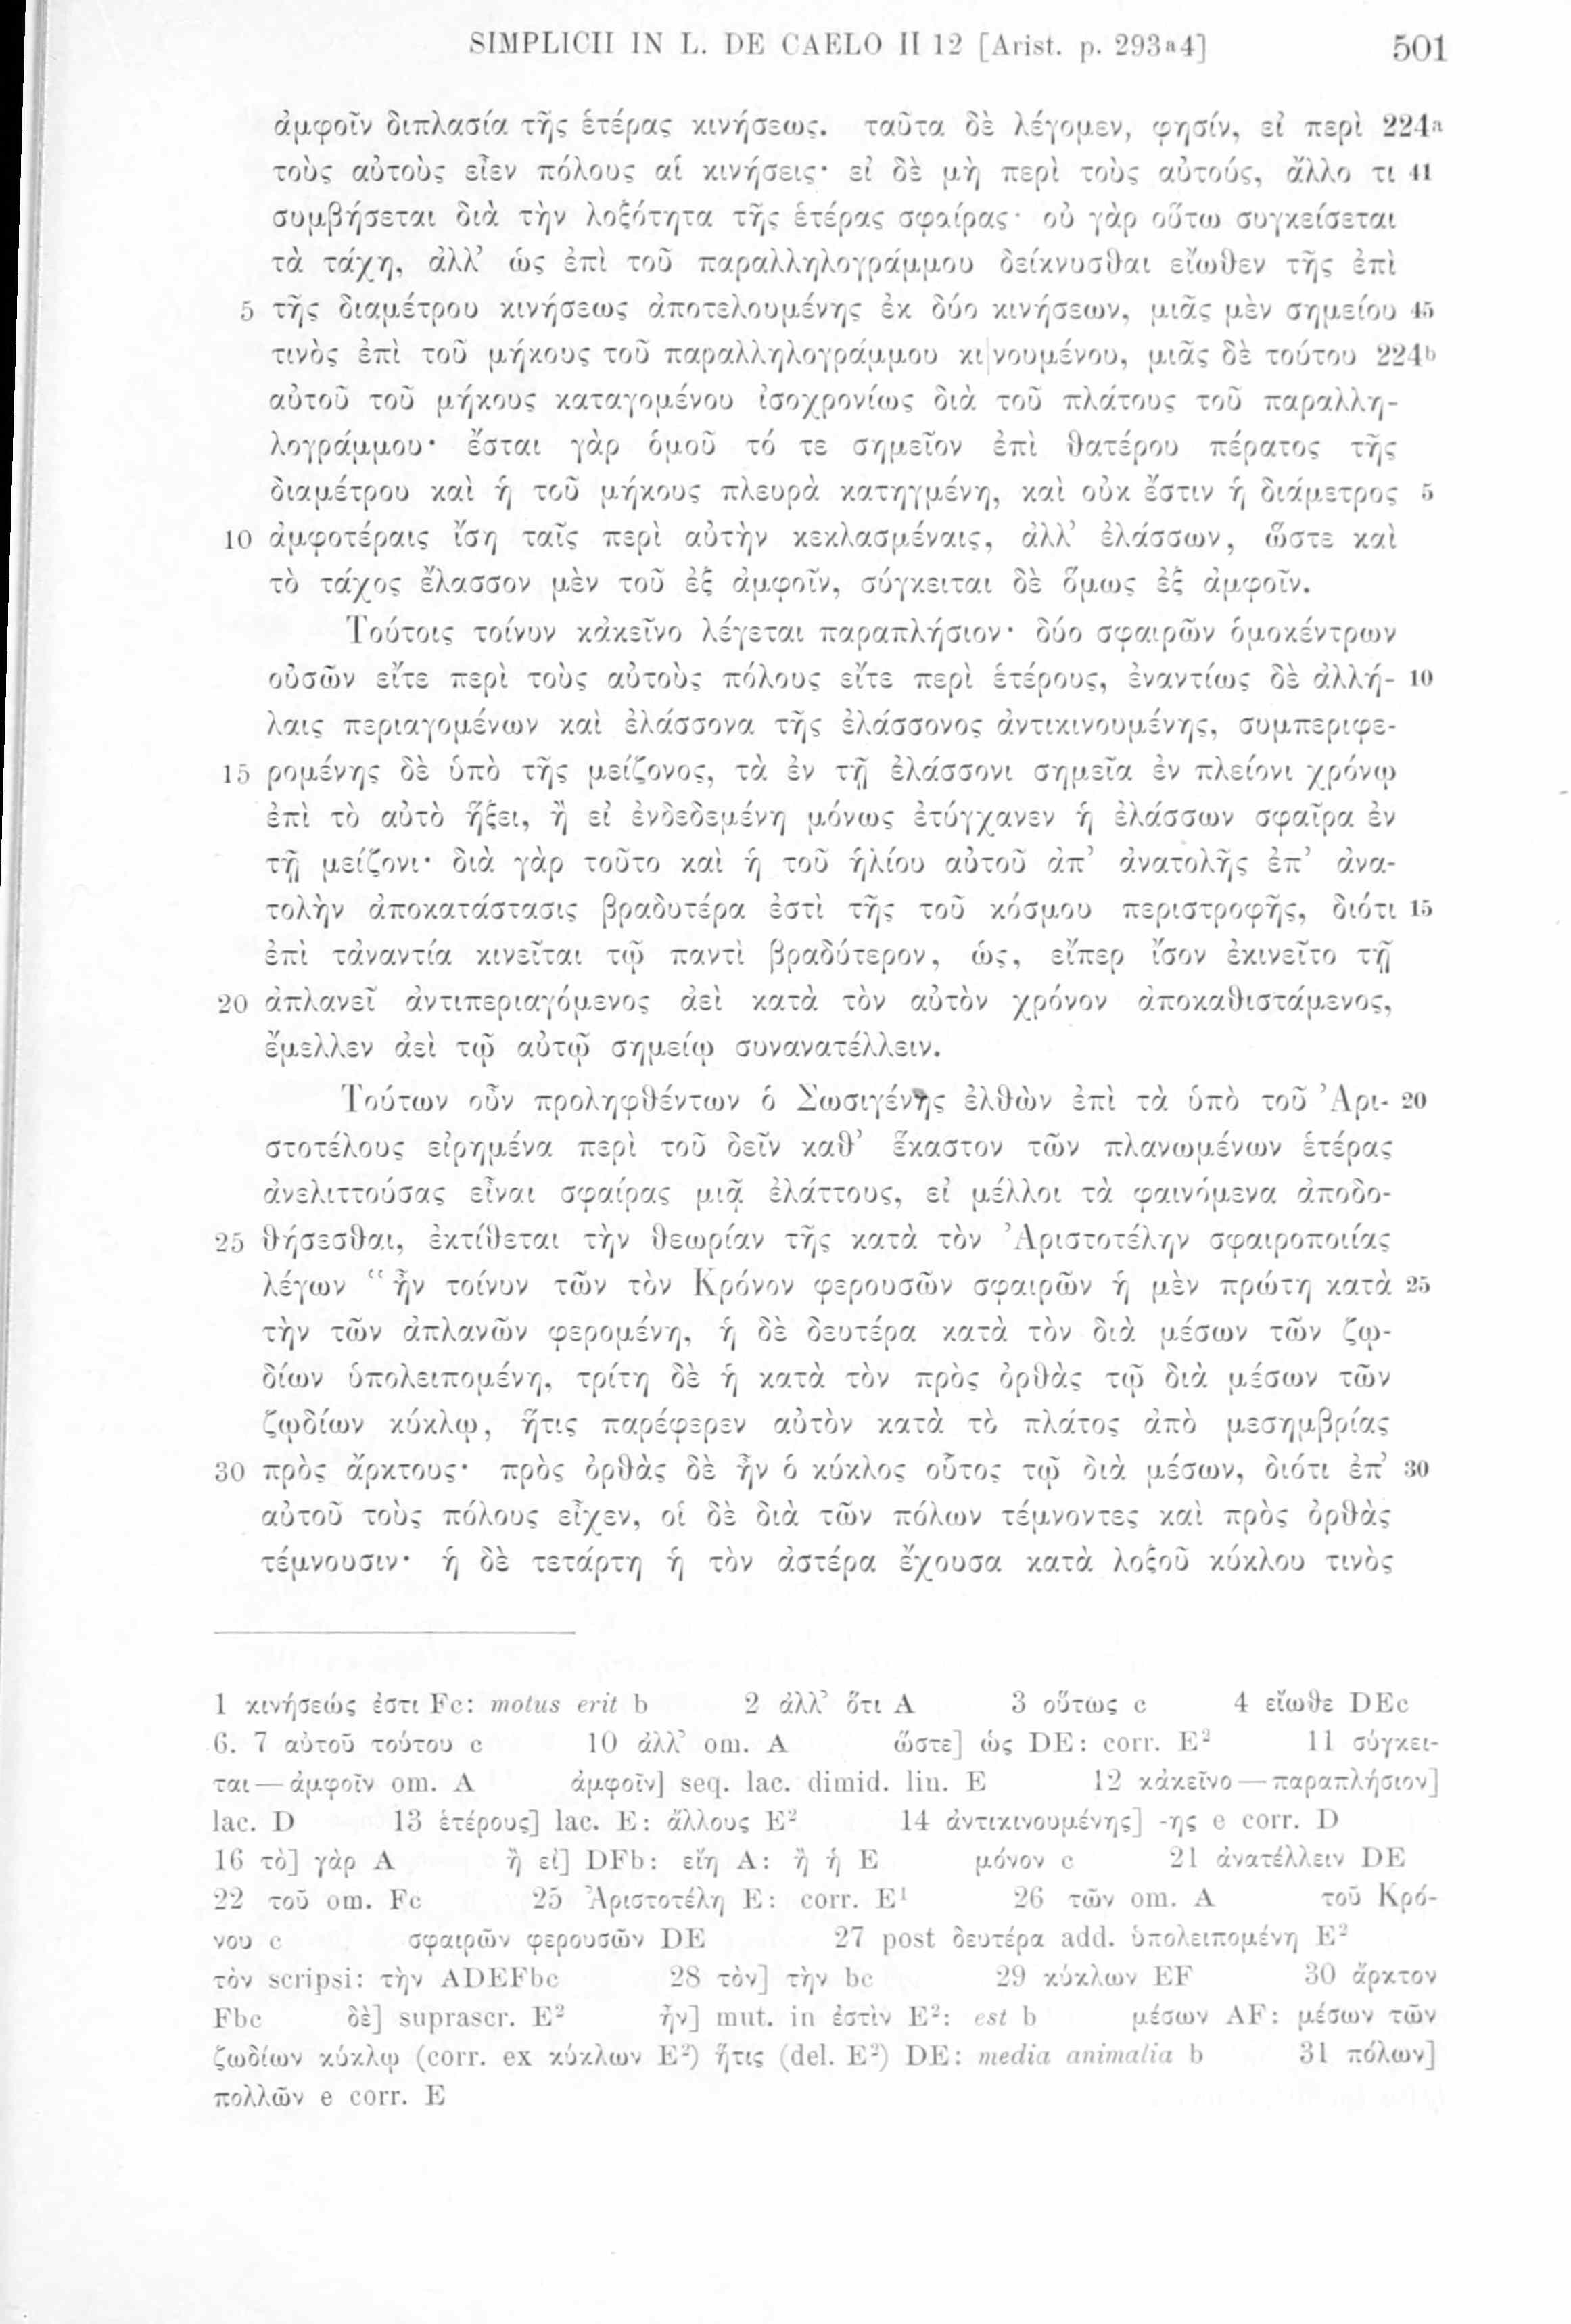 SIMPLICII IN L. DE CAELO II 12 [Arist. p. 293a4] 501
ἀμφοῖν διπλασία τῆς ἑτέρας κινήσεως. ταῦτα δὲ λέγομεν, φησίν, εἰ περὶ 224a
τοὺς αὐτοὺς εἶεν πόλους αἱ κινήσεις· εἰ δὲ μὴ περὶ τοὺς αὐτούς, ἄλλο τι 41
συμβήσεται διὰ τὴν λοξότητα τῆς ἑτέρας σφαίρας· οὐ γὰρ οὕτω συγκείσεται
τὰ τάχη, ἀλλ’ ὡς ἐπὶ τοῦ παραλληλογράμμου δείκνυσθαι εἴωθεν τῆς ἐπὶ
5 τῆς διαμέτρου κινήσεως ἀποτελουμένης ἐκ δύο κινήσεων, μιᾶς μὲν σημείου 45
τινὸς ἐπὶ τοῦ μήκους τοῦ παραλληλογράμμου κι|νουμένου, μιᾶς δὲ τούτου 224b
αὐτοῦ τοῦ μήκους καταγομένου ἰσοχρονίως διὰ τοῦ πλάτους τοῦ παραλλη-
λογράμμου· ἔσται γὰρ ὁμοῦ τό τε σημεῖον ἐπὶ θατέρου πέρατος τῆς
διαμέτρου καὶ ἡ τοῦ μήκους πλευρὰ κατηγμένη, καὶ οὐκ ἔστιν ἡ διάμετρος 5
10 ἀμφοτέραις ἴση ταῖς περὶ αὐτὴν κεκλασμέναις, ἀλλ’ ἐλάσσων, ὥστε καὶ
τὸ τάχος ἔλασσον μὲν τοῦ ἐξ ἀμφοῖν, σύγκειται δὲ ὅμως ἐξ ἀμφοῖν.
Τούτοις τοίνυν κἀκεῖνο λέγεται παραπλήσιον· δύο σφαιρῶν ὁμοκέντρων
οὐσῶν εἴτε περὶ τοὺς αὐτοὺς πόλους εἴτε περὶ ἑτέρους, ἐναντίως δὲ ἀλλή- 10
λαις περιαγομένων καὶ ἐλάσσονα τῆς ἐλάσσονος ἀντικινουμένης, συμπεριφε-
15 ρομένης δὲ ὑπὸ τῆς μείζονος, τὰ ἐν τῇ ἐλάσσονι σημεῖα ἐν πλείονι χρόνῳ
ἐπὶ τὸ αὐτὸ ἥξει, ἢ εἰ ἐνδεδεμένη μόνως ἐτύγχανεν ἡ ἐλάσσων σφαῖρα ἐν
τῇ μείζονι· διὰ γὰρ τοῦτο καὶ ἡ τοῦ ἡλίου αὐτοῦ ἀπ’ ἀνατολῆς ἐπ’ ἀνα-
τολὴν ἀποκατάστασις βραδυτέρα ἐστὶ τῆς τοῦ κόσμου περιστροφῆς, διότι 15
ἐπὶ τἀναντία κινεῖται τῷ παντὶ βραδύτερον, ὡς, εἴπερ ἴσον ἐκινεῖτο τῇ
20 ἀπλανεῖ ἀντιπεριαγόμενος ἀεὶ κατὰ τὸν αὐτὸν χρόνον ἀποκαθιστάμενος,
ἔμελλεν ἀεὶ τῷ αὐτῷ σημείῳ συνανατέλλειν.
Τούτων οὖν προληφθέντων ὁ Σωσιγένης ἐλθὼν ἐπὶ τὰ ὑπὸ τοῦ Ἀρι- 20
στοτέλους εἰρημένα περὶ τοῦ δεῖν καθ’ ἕκαστον τῶν πλανωμένων ἑτέρας
ἀνελιττούσας εἶναι σφαίρας μιᾷ ἐλάττους, εἰ μέλλοι τὰ φαινόμενα ἀποδο-
25 θήσεσθαι, ἐκτίθεται τὴν θεωρίαν τῆς κατὰ τὸν Ἀριστοτέλην σφαιροποιίας
λέγων “ἦν τοίνυν τῶν τὸν Κρόνον φερουσῶν σφαιρῶν ἡ μὲν πρώτη κατὰ 25
τὴν τῶν ἀπλανῶν φερομένη, ἡ δὲ δευτέρα κατὰ τὸν διὰ μέσων τῶν ζῳ-
δίων ὑπολειπομένη, τρίτη δὲ ἡ κατὰ τὸν πρὸς ὀρθὰς τῷ διὰ μέσων τῶν
ζῳδίων κύκλῳ, ἥτις παρέφερεν αὐτὸν κατὰ τὸ πλάτος ἀπὸ μεσημβρίας
30 πρὸς ἄρκτους· πρὸς ὀρθὰς δὲ ἦν ὁ κύκλος οὗτος τῷ διὰ μέσων, διότι ἐπ’ 30
αὐτοῦ τοὺς πόλους εἶχεν, οἱ δὲ διὰ τῶν πόλων τέμνοντες καὶ πρὸς ὀρθὰς
τέμνουσιν· ἡ δὲ τετάρτη ἡ τὸν ἀστέρα ἔχουσα κατὰ λοξοῦ κύκλου τινὸς
1 κινήσεώς ἐστι Fc: motus erit b 2 ἀλλ’ ὅτι A 3 οὕτως c 4 εἴωθε DEc
6. 7 αὐτοῦ τούτου c 10 ἀλλ’ om. A ὥστε] ὡς DE: corr. E² 11 σύγκει-
ται—ἀμφοῖν om. A ἀμφοῖν] seq. lac. dimid. lin. E 12 κἀκεῖνο—παραπλήσιον]
lac. D 13 ἑτέρους] lac. E: ἄλλους E² 14 ἀντικινουμένης] -ης e corr. D
16 τὸ] γὰρ A ἢ εἰ] DFb: εἴη A: ἢ ἡ E μόνον c 21 ἀνατέλλειν DE
22 τοῦ om. Fc 25 Ἀριστοτέλη E: corr. E¹ 26 τῶν om. A τοῦ Κρό-
νου c σφαιρῶν φερουσῶν DE 27 post δευτέρα add. ὑπολειπομένη E²
τὸν scripsi: τὴν ADEFbc 28 τὸν] τὴν bc 29 κύκλων EF 30 ἄρκτον
Fbc δὲ] suprascr. E² ἦν] mut. in ἐστὶν E²: est b μέσων AF: μέσων τῶν
ζῳδίων κύκλῳ (corr. ex κύκλων E²) ἥτις (del. E²) DE: media animalia b 31 πόλων]
πολλῶν e corr. E